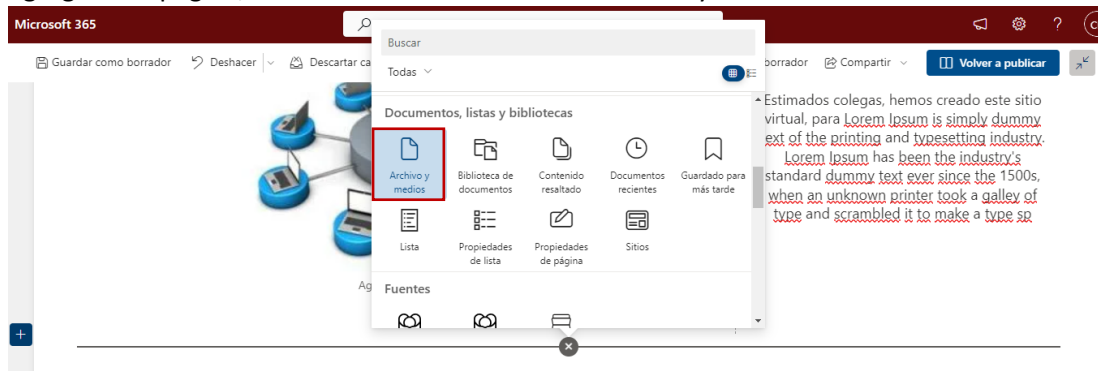 Microsoft 365
Buscar
Guardar como borrador Deshacer Descartar ca
borrador Compartir Volver a publicar
Todas
Documentos, listas y bibliotecas
Archivo y medios
Biblioteca de documentos
Contenido resaltado
Documentos recientes
Guardado para más tarde
Lista
Propiedades de lista
Propiedades de página
Sitios
Fuentes
Ag
Estimados colegas, hemos creado este sitio
virtual, para Lorem Ipsum is simply dummy
ext of the printing and typesetting industry.
Lorem Ipsum has been the industry's
standard dummy text ever since the 1500s,
when an unknown printer took a galley of
type and scrambled it to make a type sp